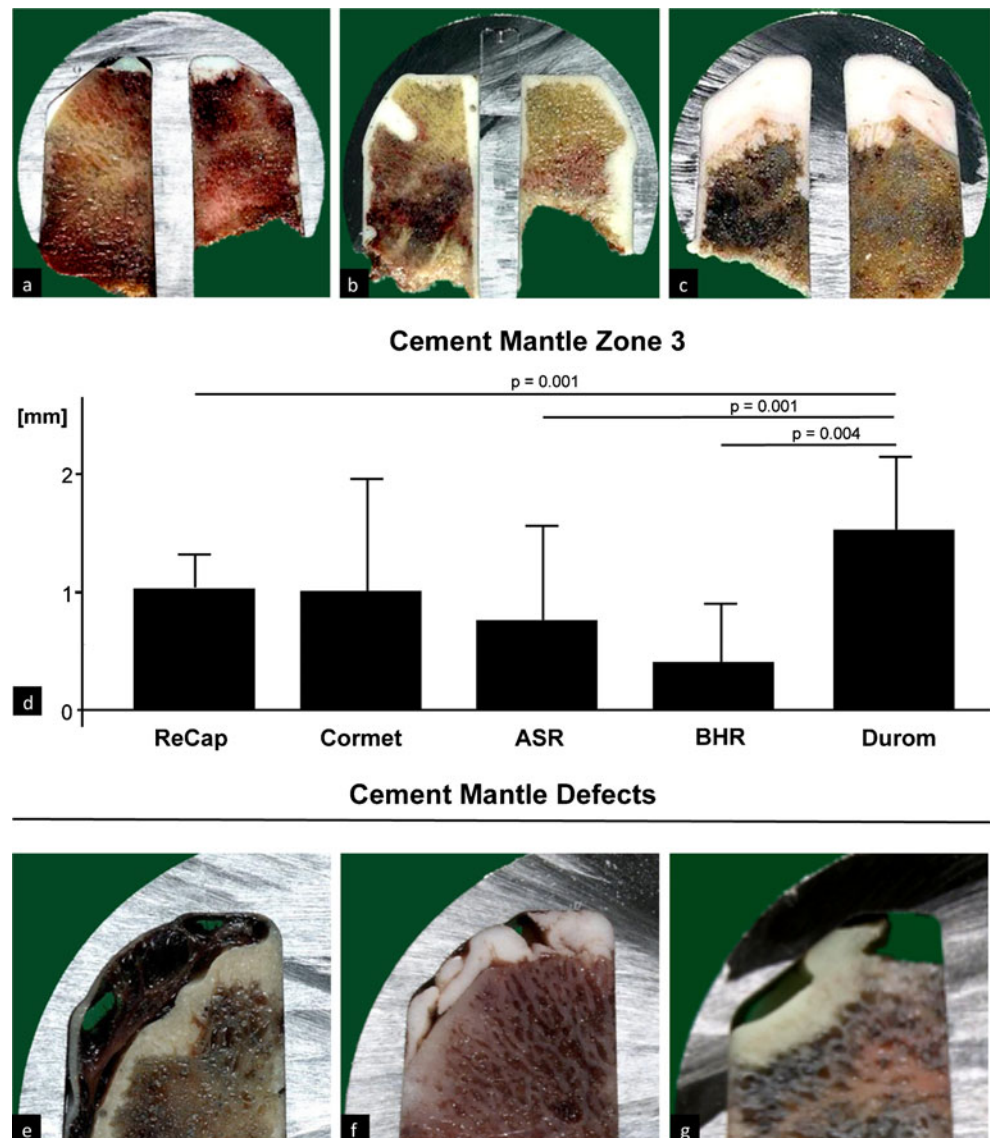 a
b
c
Cement Mantle Zone 3
p = 0.001
p = 0.001
p = 0.004
[mm]
2
1
0
d
ReCap
Cormet
ASR
BHR
Durom
Cement Mantle Defects
e
f
g